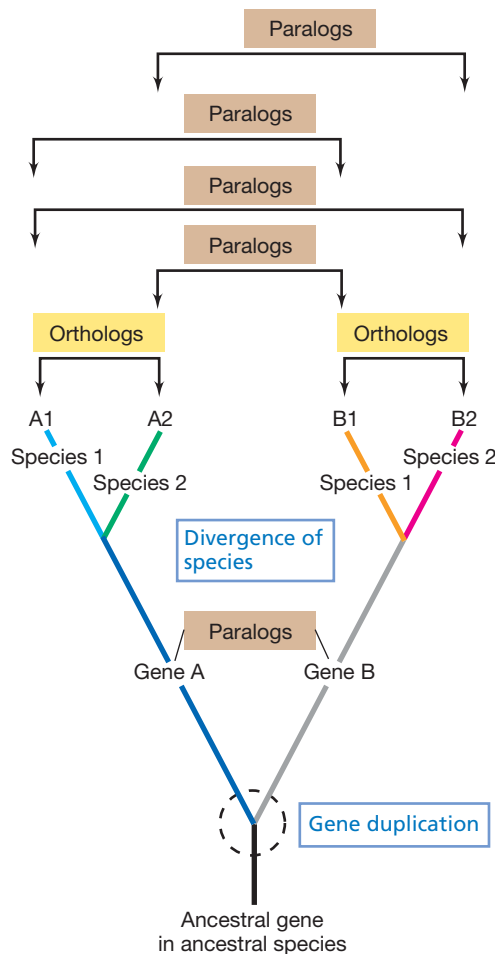 Paralogs
Paralogs
Paralogs
Paralogs
Orthologs Orthologs
A1 A2 B1 B2
Species 1 Species 2
Species 2 Species 1
Divergence of
species
Paralogs
Gene A Gene B
Gene duplication
Ancestral gene
in ancestral species